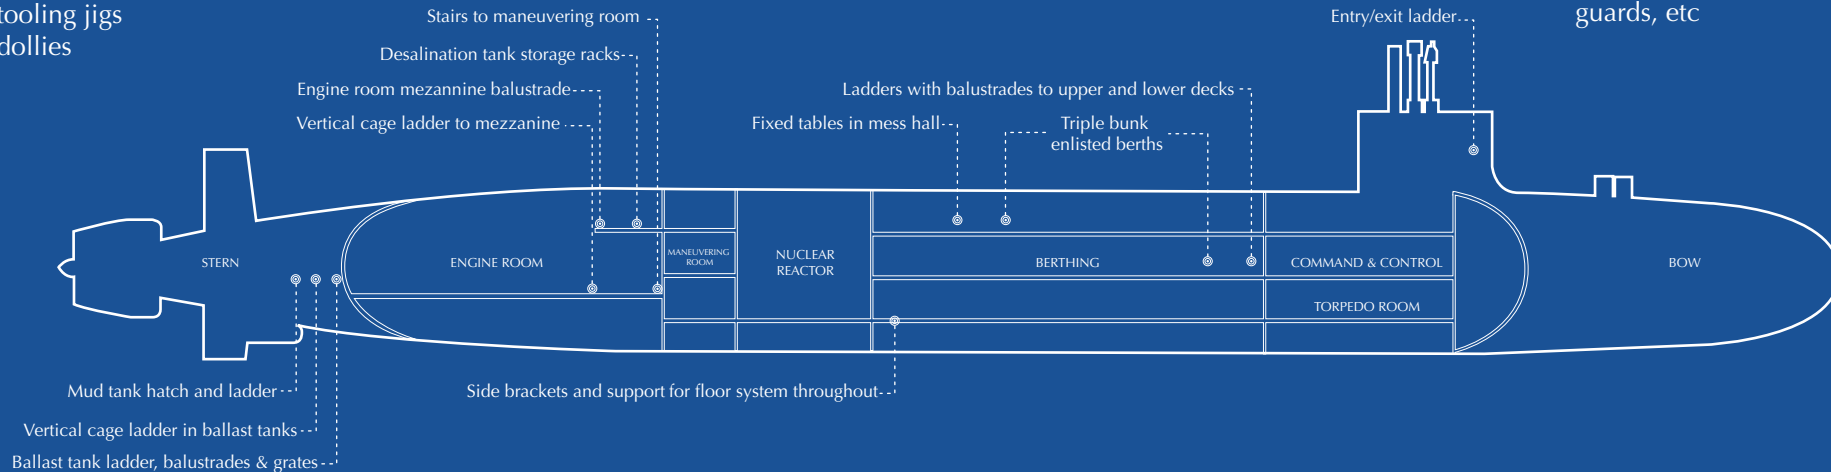 tooling jigs
dollies
Stairs to maneuvering room
Desalination tank storage racks
Engine room mezannine balustrade
Vertical cage ladder to mezzanine
Entry/exit ladder
guards, etc
Ladders with balustrades to upper and lower decks
Fixed tables in mess hall
Triple bunk
enlisted berths
STERN
ENGINE ROOM
MANEUVERING
ROOM
NUCLEAR
REACTOR
BERTHING
COMMAND & CONTROL
TORPEDO ROOM
BOW
Mud tank hatch and ladder
Vertical cage ladder in ballast tanks
Ballast tank ladder, balustrades & grates
Side brackets and support for floor system throughout